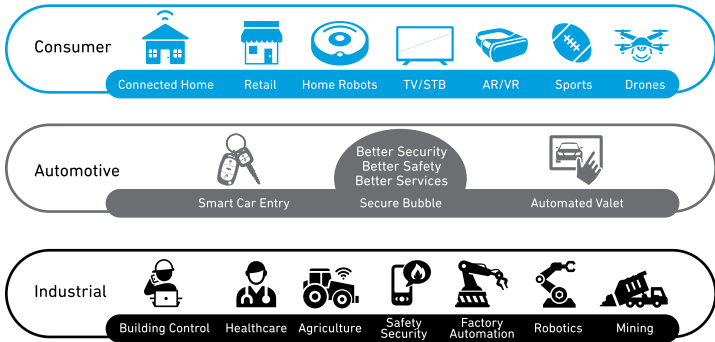 Consumer
Connected Home
Retail
Home Robots
TV/STB
AR/VR
Sports
Drones
Automotive
Better Security
Better Safety
Better Services
Smart Car Entry
Secure Bubble
Automated Valet
Industrial
Building Control
Healthcare
Agriculture
Safety
Security
Factory
Automation
Robotics
Mining